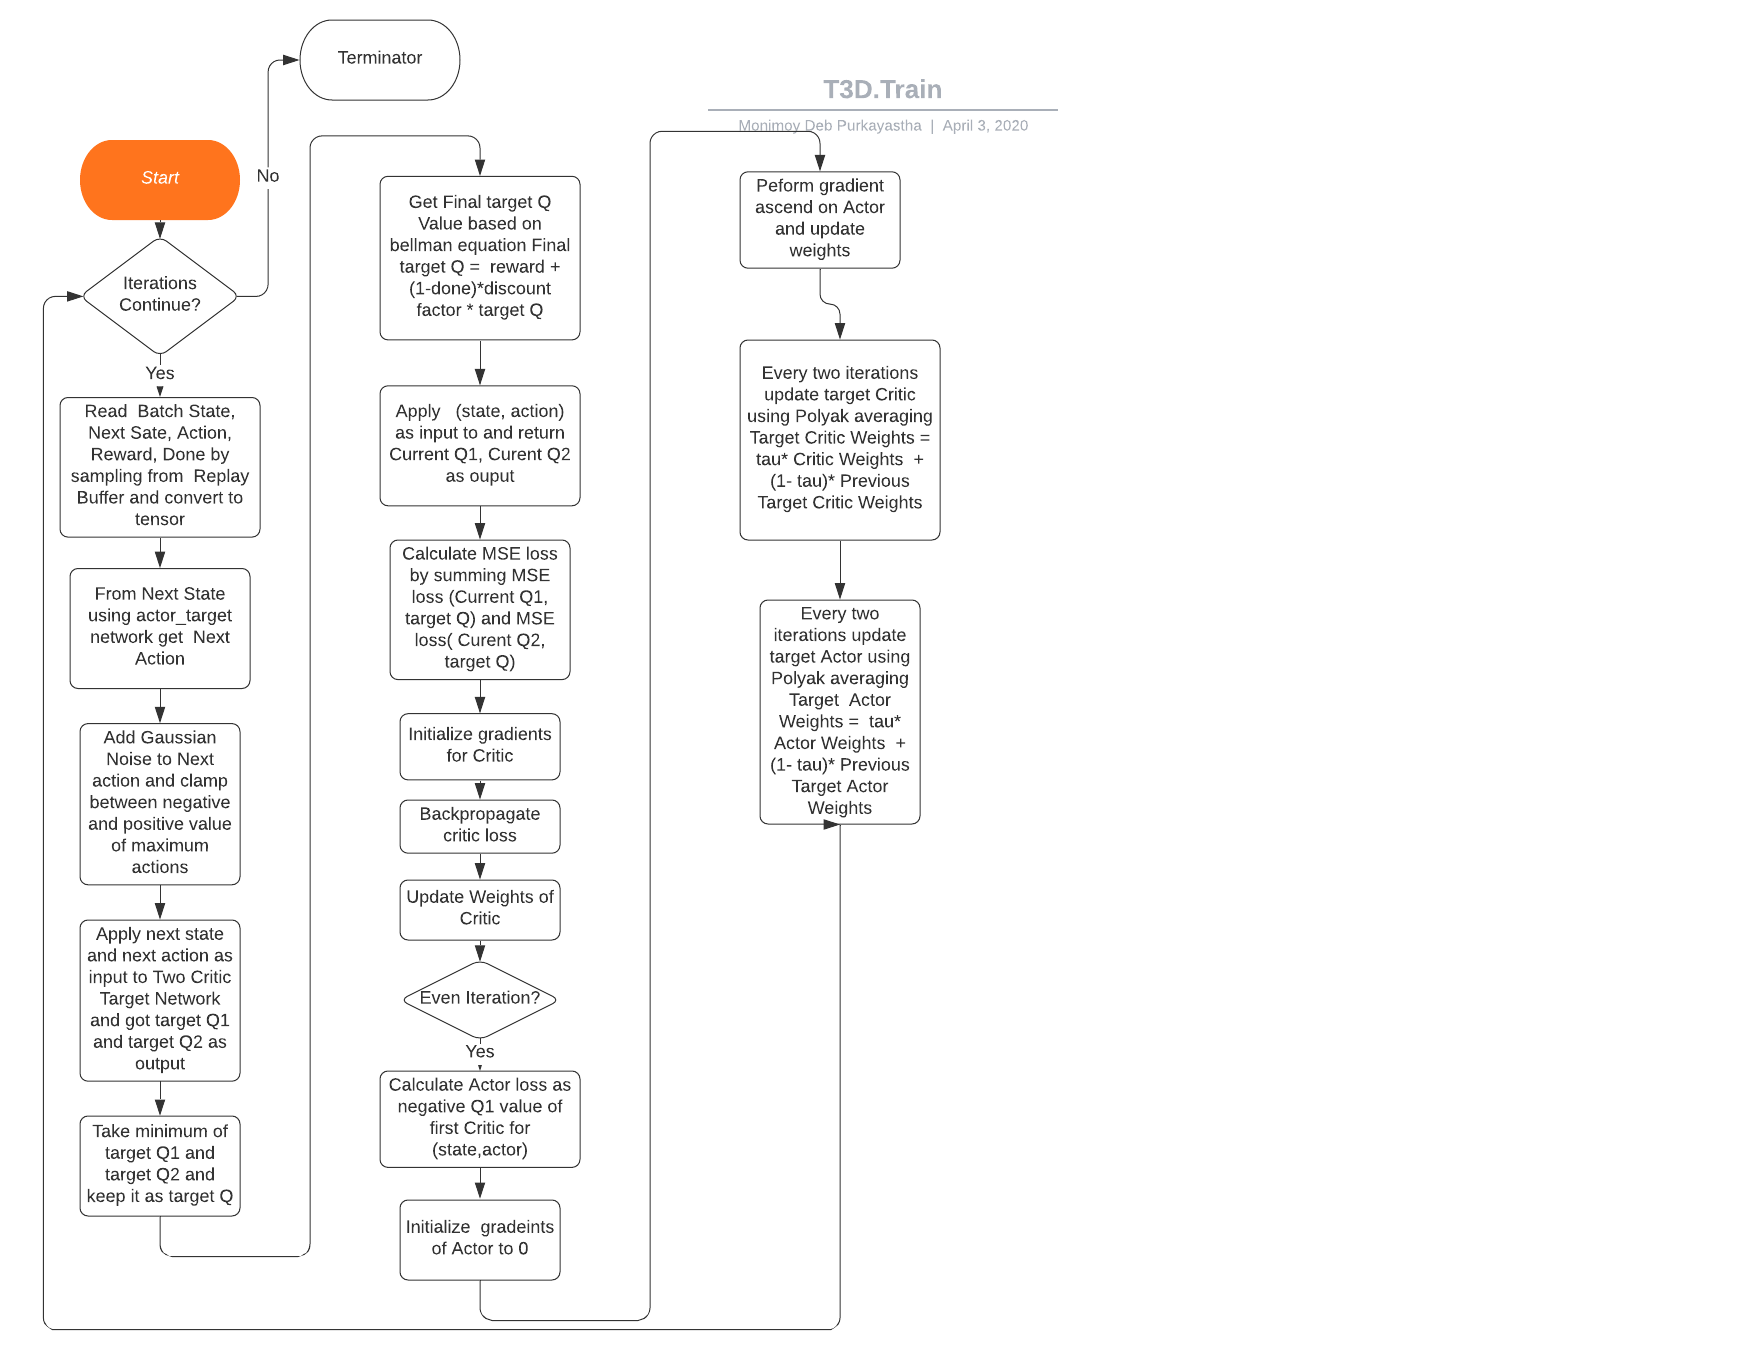 Terminator
T3D.Train
Monimoy Deb Purkayastha | April 3, 2020
Start
No
Iterations
Continue?
Yes
Read Batch State,
Next Sate, Action,
Reward, Done by
sampling from Replay
Buffer and convert to
tensor
From Next State
using actor_target
network get Next
Action
Add Gaussian
Noise to Next
action and clamp
between negative
and positive value
of maximum
actions
Apply next state
and next action as
input to Two Critic
Target Network
and got target Q1
and target Q2 as
output
Take minimum of
target Q1 and
target Q2 and
keep it as target Q
Get Final target Q
Value based on
bellman equation Final
target Q = reward +
(1-done)*discount
factor * target Q
Apply (state, action)
as input to and return
Current Q1, Curent Q2
as ouput
Calculate MSE loss
by summing MSE
loss (Current Q1,
target Q) and MSE
loss( Curent Q2,
target Q)
Initialize gradients
for Critic
Backpropagate
critic loss
Update Weights of
Critic
Even Iteration?
Yes
Calculate Actor loss as
negative Q1 value of
first Critic for
(state,actor)
Initialize gradeints
of Actor to 0
Peform gradient
ascend on Actor
and update
weights
Every two iterations
update target Critic
using Polyak averaging
Target Critic Weights =
tau* Critic Weights +
(1- tau)* Previous
Target Critic Weights
Every two
iterations update
target Actor using
Polyak averaging
Target Actor
Weights = tau*
Actor Weights +
(1- tau)* Previous
Target Actor
Weights